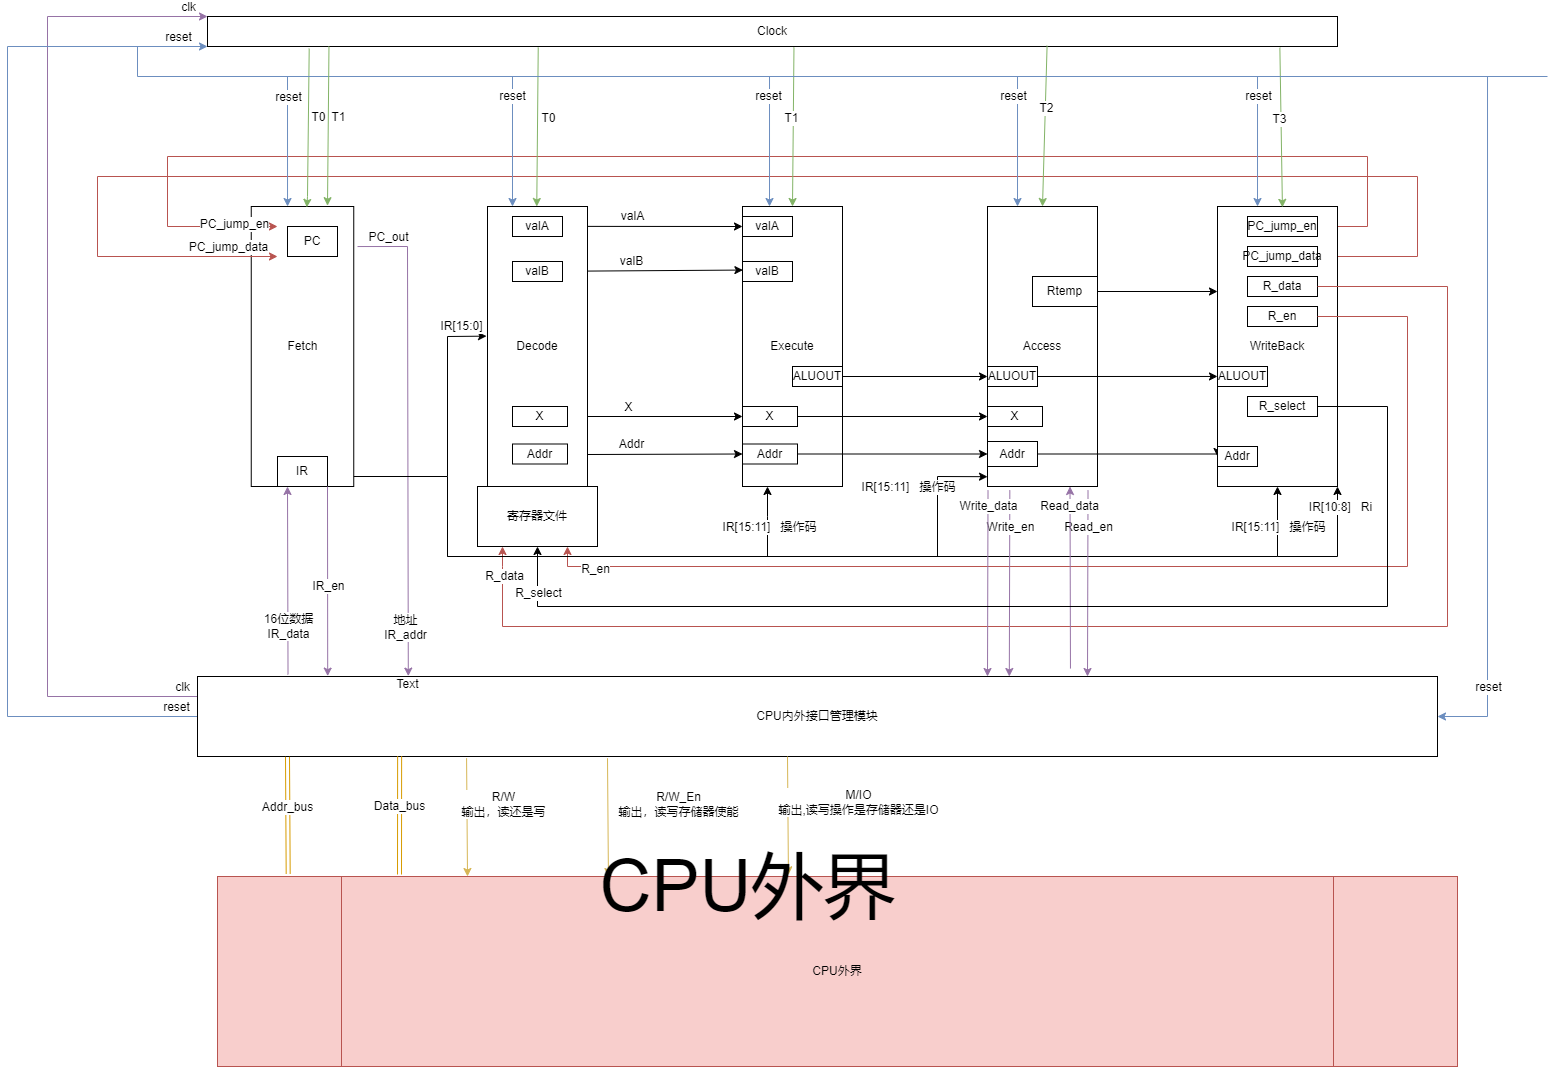 clk
Clock
reset
reset
T0
T1
reset
T0
reset
T1
reset
T2
reset
T3
PC_jump_en
PC_jump_data
PC
PC_out
Fetch
IR
IR[15:0]
valA
valB
Decode
X
Addr
寄存器文件
valA
valB
X
Addr
valA
valB
Execute
ALUOUT
X
Addr
IR[15:11] 操作码
Rtemp
Access
ALUOUT
X
Addr
IR[15:11] 操作码
Write_data
Write_en
Read_data
Read_en
PC_jump_en
PC_jump_data
R_data
R_en
WriteBack
ALUOUT
R_select
Addr
IR[15:11] 操作码
IR[10:8] Ri
R_data
R_select
R_en
IR_en
16位数据
IR_data
地址
IR_addr
clk
reset
Text
CPU内外接口管理模块
reset
Addr_bus
Data_bus
R/W
输出，读还是写
R/W_En
输出，读写存储器使能
M/IO
输出,读写操作是存储器还是IO
CPU外界
CPU外界